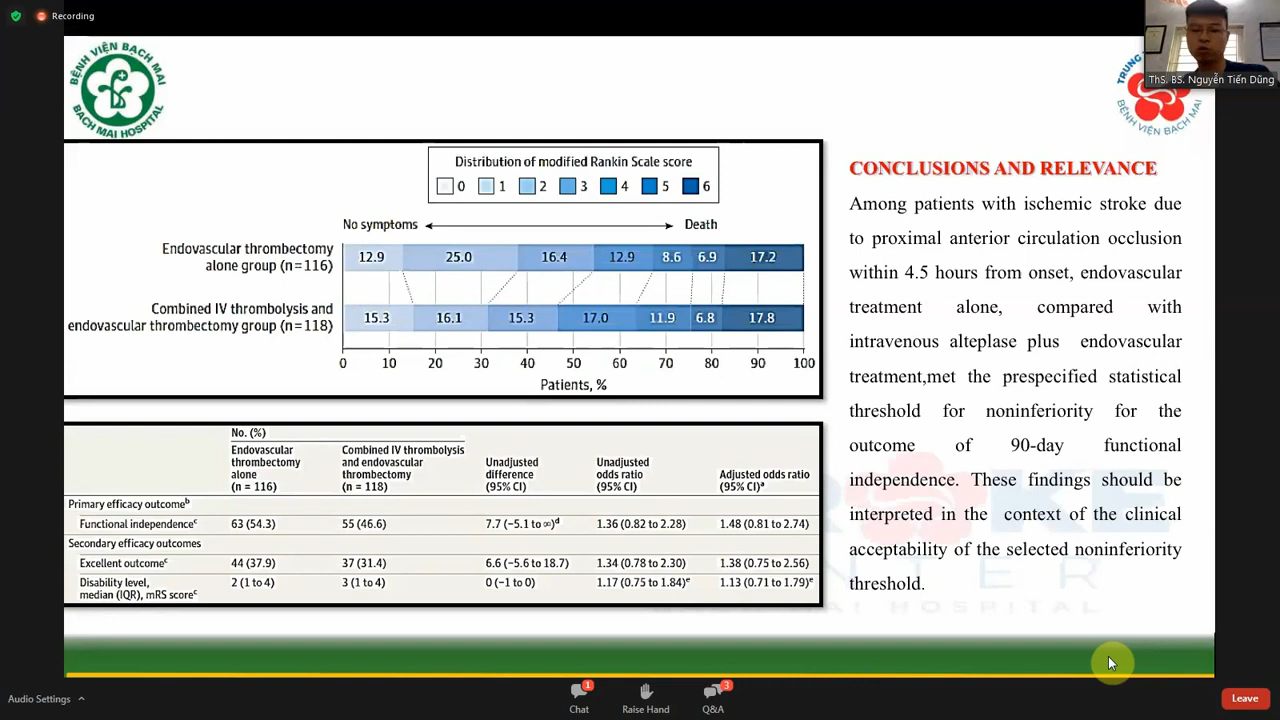 Recording
BỆNH VIỆN BẠCH MAI
BACH MAI HOSPITAL
TRUNG
BỆNH VIỆN BẠCH MAI
ThS. BS. Nguyễn Tiến Dũng
Distribution of modified Rankin Scale score
0 1 2 3 4 5 6
No symptoms Death
Endovascular thrombectomy
alone group (n=116)
12.9 25.0 16.4 12.9 8.6 6.9 17.2
Combined IV thrombolysis and
endovascular thrombectomy group (n=118)
15.3 16.1 15.3 17.0 11.9 6.8 17.8
0 10 20 30 40 50 60 70 80 90 100
Patients, %
No. (%)
Endovascular
thrombectomy
alone
(n = 116)
Combined IV thrombolysis
and endovascular
thrombectomy
(n = 118)
Unadjusted
difference
(95% CI)
Unadjusted
odds ratio
(95% CI)
Adjusted odds ratio
(95% CI)ᵃ
Primary efficacy outcomeᵇ
Functional independenceᶜ 63 (54.3) 55 (46.6) 7.7 (−5.1 to ∞)ᵈ 1.36 (0.82 to 2.28) 1.48 (0.81 to 2.74)
Secondary efficacy outcomes
Excellent outcomeᶜ 44 (37.9) 37 (31.4) 6.6 (−5.6 to 18.7) 1.34 (0.78 to 2.30) 1.38 (0.75 to 2.56)
Disability level, 2 (1 to 4) 3 (1 to 4) 0 (−1 to 0) 1.17 (0.75 to 1.84)ᵉ 1.13 (0.71 to 1.79)ᵉ
median (IQR), mRS scoreᶜ
CONCLUSIONS AND RELEVANCE
Among patients with ischemic stroke due
to proximal anterior circulation occlusion
within 4.5 hours from onset, endovascular
treatment alone, compared with
intravenous alteplase plus endovascular
treatment,met the prespecified statistical
threshold for noninferiority for the
outcome of 90-day functional
independence. These findings should be
interpreted in the context of the clinical
acceptability of the selected noninferiority
threshold.
Audio Settings
1
Chat
Raise Hand
3
Q&A
Leave